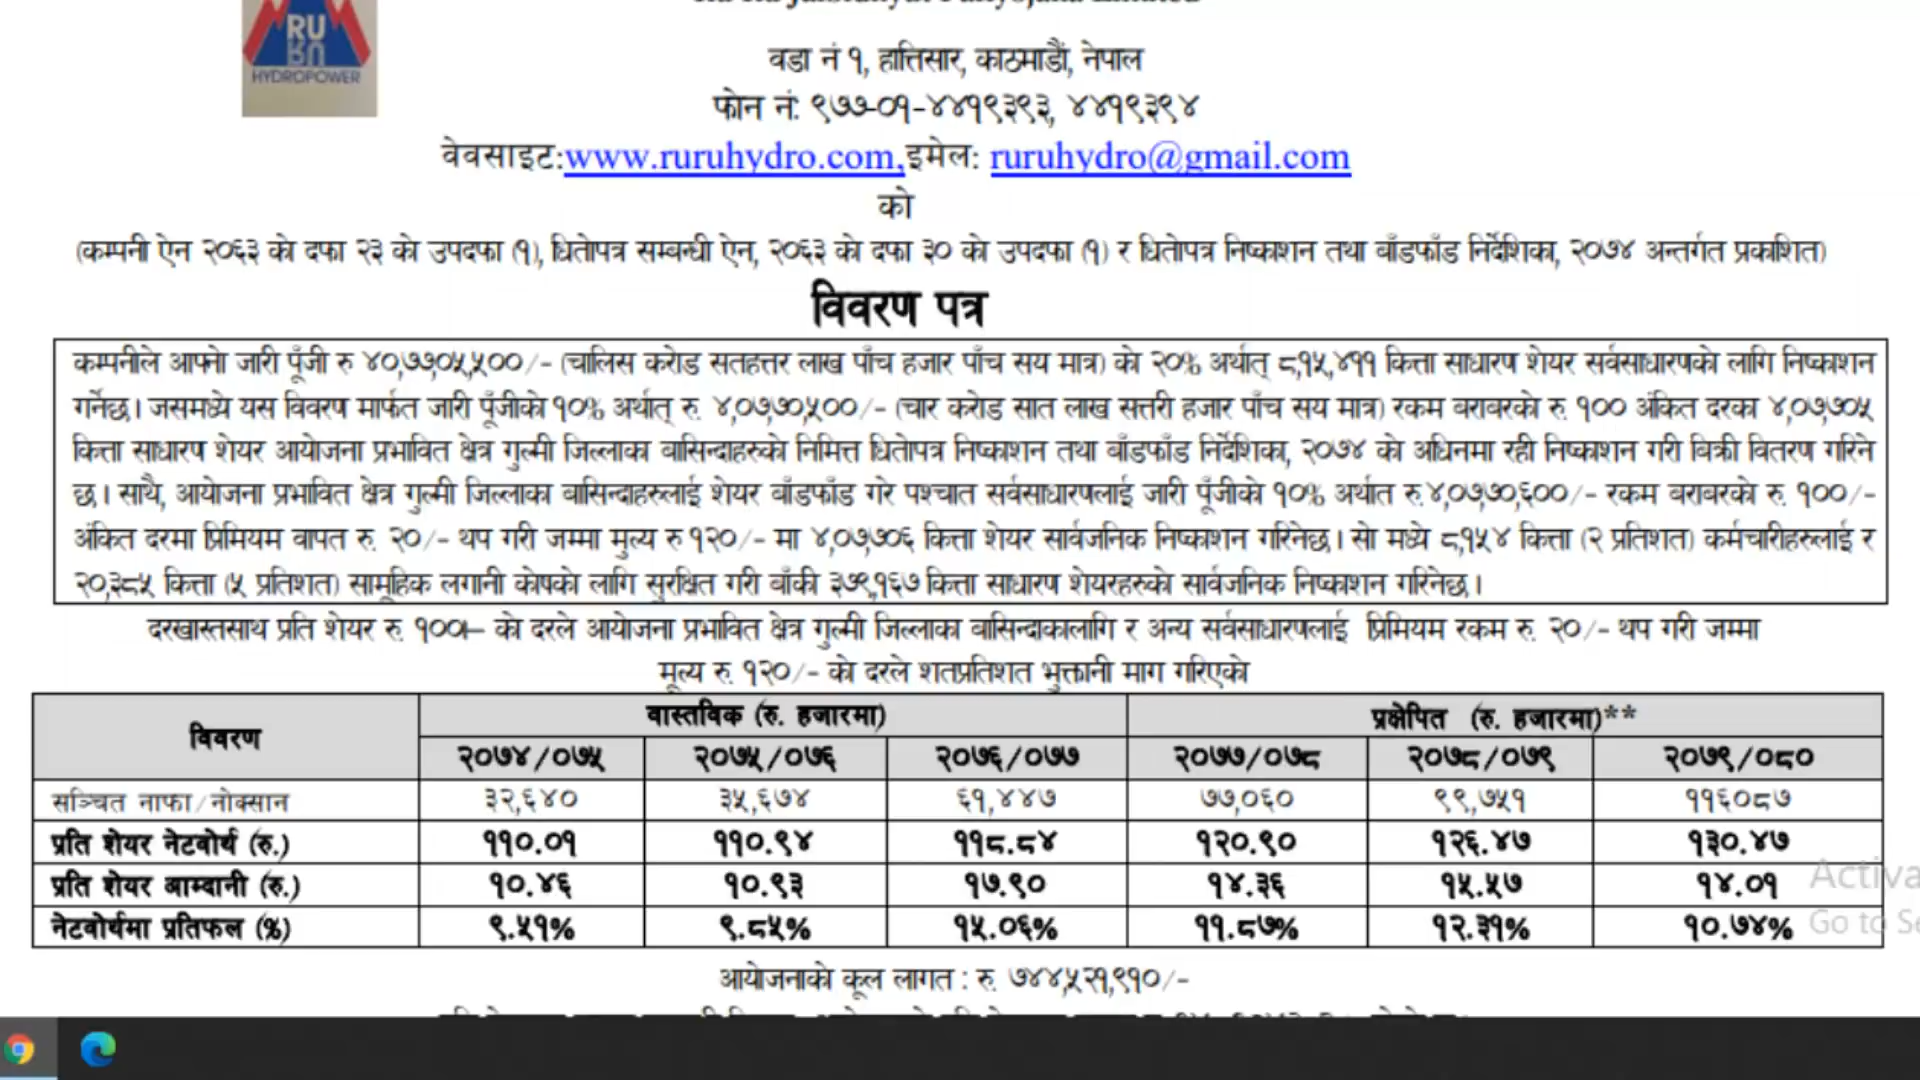 RU
RU
HYDROPOWER
वडा नं १, हात्तिसार, काठमाडौं, नेपाल
फोन नं: ९७७-०१-४४१९३९३, ४४१९३९४
वेवसाइट:www.ruruhydro.com,इमेल: ruruhydro@gmail.com
को
(कम्पनी ऐन २०६३ को दफा २३ को उपदफा (१), धितोपत्र सम्बन्धी ऐन, २०६३ को दफा ३० को उपदफा (१) र धितोपत्र निष्काशन तथा बाँडफाँड निर्देशिका, २०७४ अन्तर्गत प्रकाशित)
विवरण पत्र
कम्पनीले आफ्नो जारी पूँजी रु ४०,७७,०५,५००/- (चालिस करोड सतहत्तर लाख पाँच हजार पाँच सय मात्र) को २०% अर्थात् ८,१५,४११ कित्ता साधारण शेयर सर्वसाधारणको लागि निष्काशन
गर्नेछ। जसमध्ये यस विवरण मार्फत जारी पूँजीको १०% अर्थात् रु. ४,०७,७०,५००/- (चार करोड सात लाख सत्तरी हजार पाँच सय मात्र) रकम बराबरको रु. १०० अंकित दरका ४,०७,७०५
कित्ता साधारण शेयर आयोजना प्रभावित क्षेत्र गुल्मी जिल्लाका बासिन्दाहरुको निमित्त धितोपत्र निष्काशन तथा बाँडफाँड निर्देशिका, २०७४ को अधिनमा रही निष्काशन गरी बिक्री वितरण गरिने
छ। साथै, आयोजना प्रभावित क्षेत्र गुल्मी जिल्लाका बासिन्दाहरुलाई शेयर बाँडफाँड गरे पश्चात सर्वसाधारणलाई जारी पूँजीको १०% अर्थात रु.४,०७,७०,६००/- रकम बराबरको रु. १००/-
अंकित दरमा प्रिमियम वापत रु. २०/- थप गरी जम्मा मुल्य रु १२०/- मा ४,०७,७०६ कित्ता शेयर सार्वजनिक निष्काशन गरिनेछ। सो मध्ये ८,१५४ कित्ता (२ प्रतिशत) कर्मचारीहरुलाई र
२०,३८५ कित्ता (५ प्रतिशत) सामूहिक लगानी कोषको लागि सुरक्षित गरी बाँकी ३७९,१६७ कित्ता साधारण शेयरहरुको सार्वजनिक निष्काशन गरिनेछ।
दरखास्तसाथ प्रति शेयर रु. १००/- को दरले आयोजना प्रभावित क्षेत्र गुल्मी जिल्लाका बासिन्दाकालागि र अन्य सर्वसाधारणलाई प्रिमियम रकम रु. २०/- थप गरी जम्मा
मूल्य रु. १२०/- को दरले शतप्रतिशत भुक्तानी माग गरिएको
विवरण वास्तविक (रु. हजारमा) प्रक्षेपित (रु. हजारमा)**
२०७४/०७५ २०७५/०७६ २०७६/०७७ २०७७/०७८ २०७८/०७९ २०७९/०८०
सञ्चित नाफा/नोक्सान ३२,६४० ३५,६७४ ६१,४४७ ७७,०६० ९९,७५१ ११६०८७
प्रति शेयर नेटवोर्थ (रु.) ११०.०१ ११०.९४ ११८.८४ १२०.९० १२६.४७ १३०.४७
प्रति शेयर आम्दानी (रु.) १०.४६ १०.९३ १७.९० १४.३६ १५.५७ १४.०१
नेटवोर्थमा प्रतिफल (%) ९.५१% ९.८५% १५.०६% ११.८७% १२.३१% १०.७४%
आयोजनाको कूल लागत : रु. ७४४,५२१,९१०/-
Go to